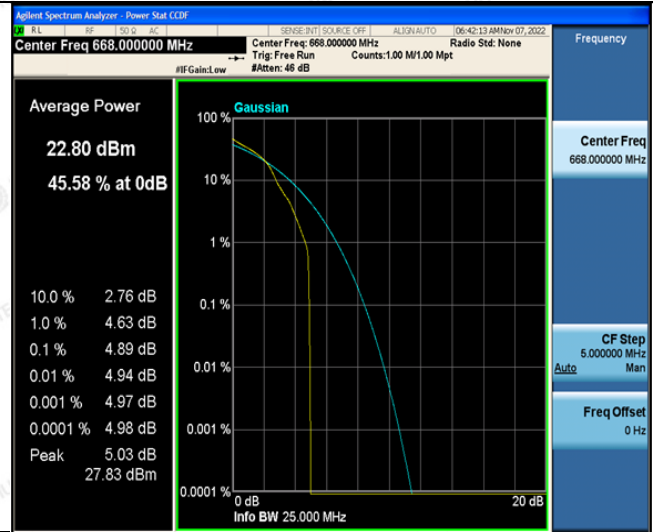 Agilent Spectrum Analyzer - Power Stat CCDF
RL RF 50 Ω AC SENSE:INT SOURCE OFF ALIGN AUTO 06:42:13 AM Nov 07, 2022
Center Freq 668.000000 MHz
Center Freq: 668.000000 MHz Radio Std: None
Trig: Free Run Counts:1.00 M/1.00 Mpt
#IFGain:Low #Atten: 46 dB
Frequency
Average Power
22.80 dBm
45.58 % at 0dB
10.0 % 2.76 dB
1.0 % 4.63 dB
0.1 % 4.89 dB
0.01 % 4.94 dB
0.001 % 4.97 dB
0.0001 % 4.98 dB
Peak 5.03 dB
27.83 dBm
Gaussian
100 %
10 %
1 %
0.1 %
0.01 %
0.001 %
0.0001 %
0 dB 20 dB
Info BW 25.000 MHz
Center Freq
668.000000 MHz
CF Step
5.000000 MHz
Auto Man
Freq Offset
0 Hz